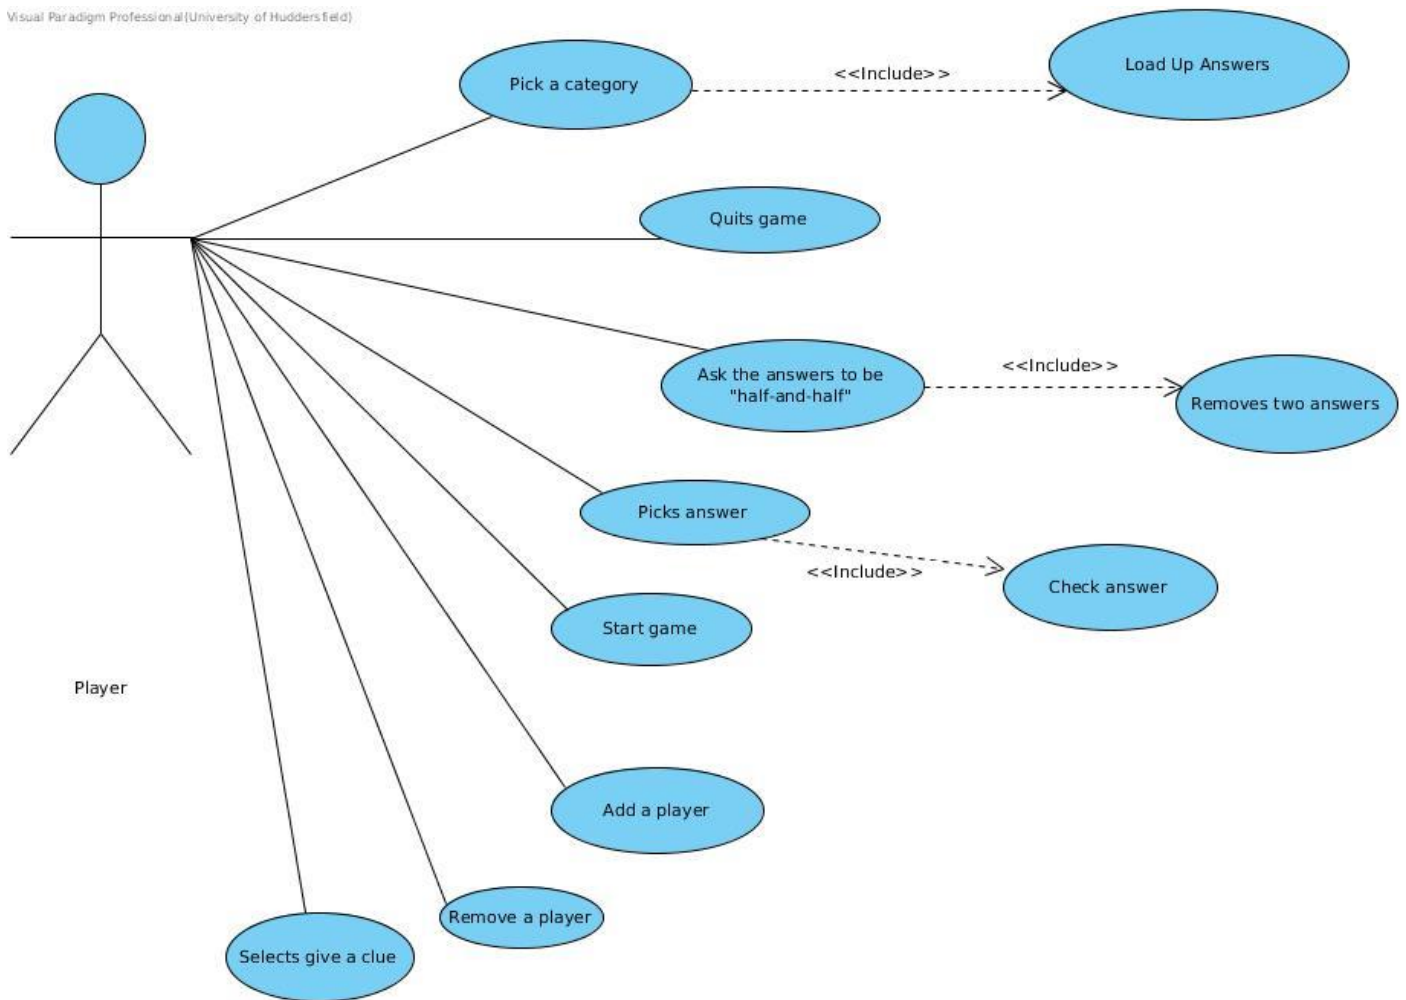 Visual Paradigm Professional(University of Huddersfield)
Pick a category
<<Include>>
Load Up Answers
Quits game
Ask the answers to be
"half-and-half"
<<Include>>
Removes two answers
Picks answer
<<Include>>
Check answer
Start game
Player
Add a player
Remove a player
Selects give a clue